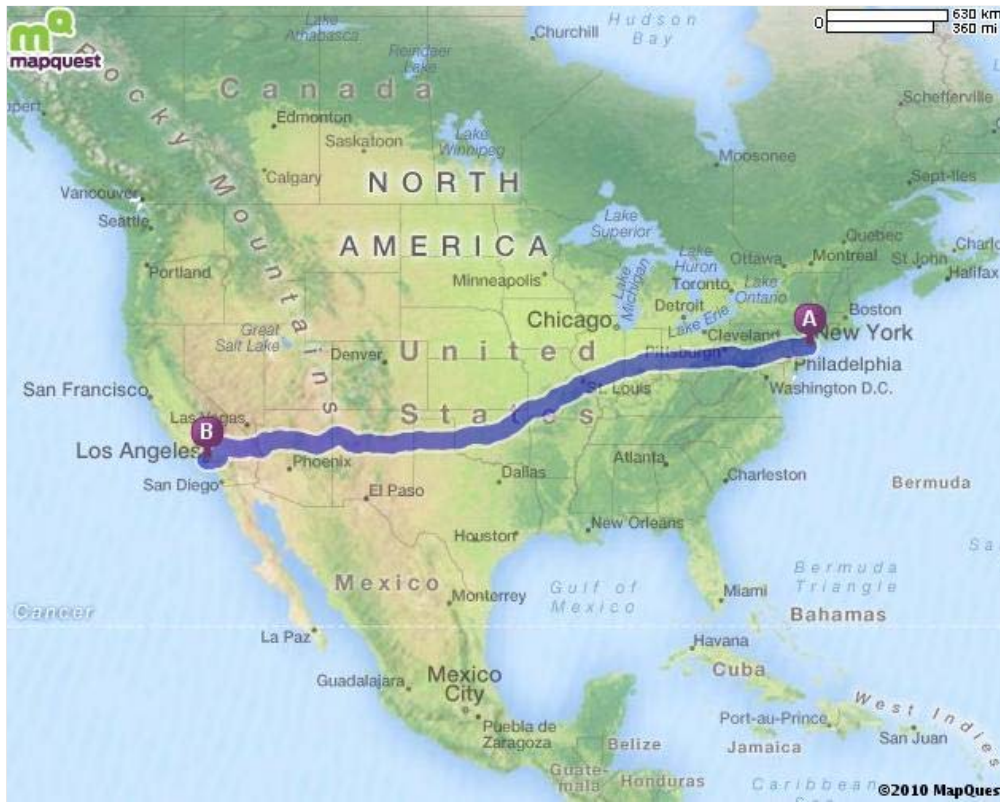 mq
mapquest
0
630 km
360 mi
Hudson
Bay
Lake
Athabasca
Churchill
Reindeer
Lake
Rocky Mountains
Canada
Schefferville
Edmonton
Saskatoon
Lake
Winnipeg
Moosonee
Calgary
NORTH
Sept-Iles
Vancouver
Seattle
Lake
Superior
AMERICA
Quebec
Portland
Minneapolis
Lake
Michigan
Lake
Huron
Ottawa
Montreal
St John
Halifax
Toronto
Lake
Ontario
Great
Salt Lake
Chicago
Detroit
Lake Erie
Cleveland
Boston
A
New York
Denver
United
Pittsburgh
Philadelphia
San Francisco
St. Louis
Washington D.C.
Las Vegas
States
B
Los Angeles
Phoenix
Dallas
Atlanta
Charleston
San Diego
El Paso
Bermuda
New Orleans
Houston
Mexico
Monterrey
Gulf of
Mexico
Miami
Bermuda
Triangle
Cancer
Bahamas
La Paz
Havana
Cuba
Guadalajara
Mexico
City
Puebla de
Zaragoza
West Indies
Port-au-Prince
San Juan
Belize
Jamaica
Guate-
mala
Honduras
Caribbean
©2010 MapQues